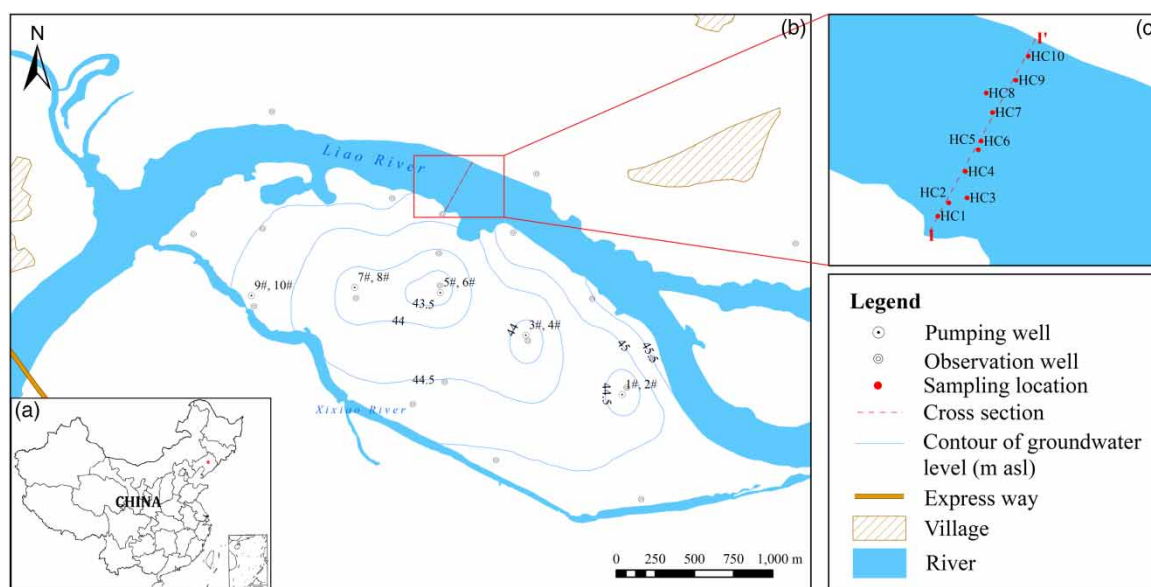 N
(b)
Liao River
9#, 10#
7#, 8#
5#, 6#
43.5
44
3#, 4#
44
45
45.5
44.5
1#, 2#
44.5
Xixiao River
0 250 500 750 1,000 m
(a)
CHINA
(c)
I'
HC10
HC9
HC8
HC7
HC5
HC6
HC4
HC2
HC3
HC1
I
Legend
Pumping well
Observation well
Sampling location
Cross section
Contour of groundwater
level (m asl)
Express way
Village
River